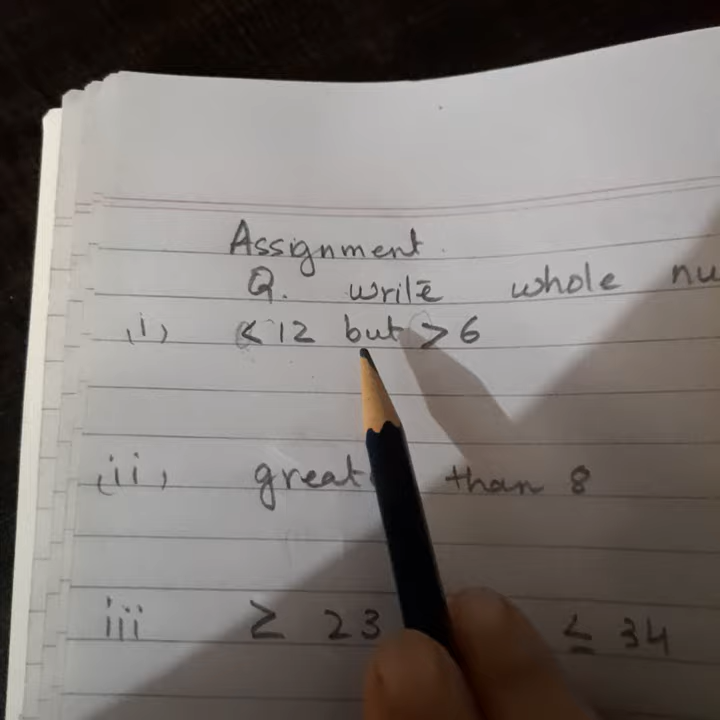 Assignment.
Q. write whole nu
(i) < 12 but > 6
(ii) great than 8
iii ≥ 23 ≤ 34